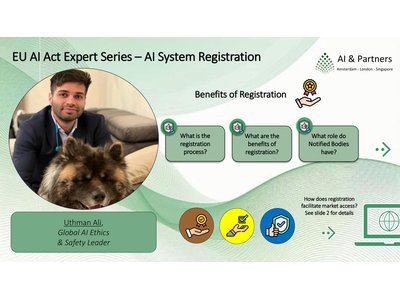 EU AI Act Expert Series – AI System Registration
AI & Partners
Amsterdam - London - Singapore
Benefits of Registration
What is the
registration
process?
What are the
benefits of
registration?
What role do
Notified Bodies
have?
How does registration
facilitate market access?
See slide 2 for details
Uthman Ali,
Global AI Ethics
& Safety Leader